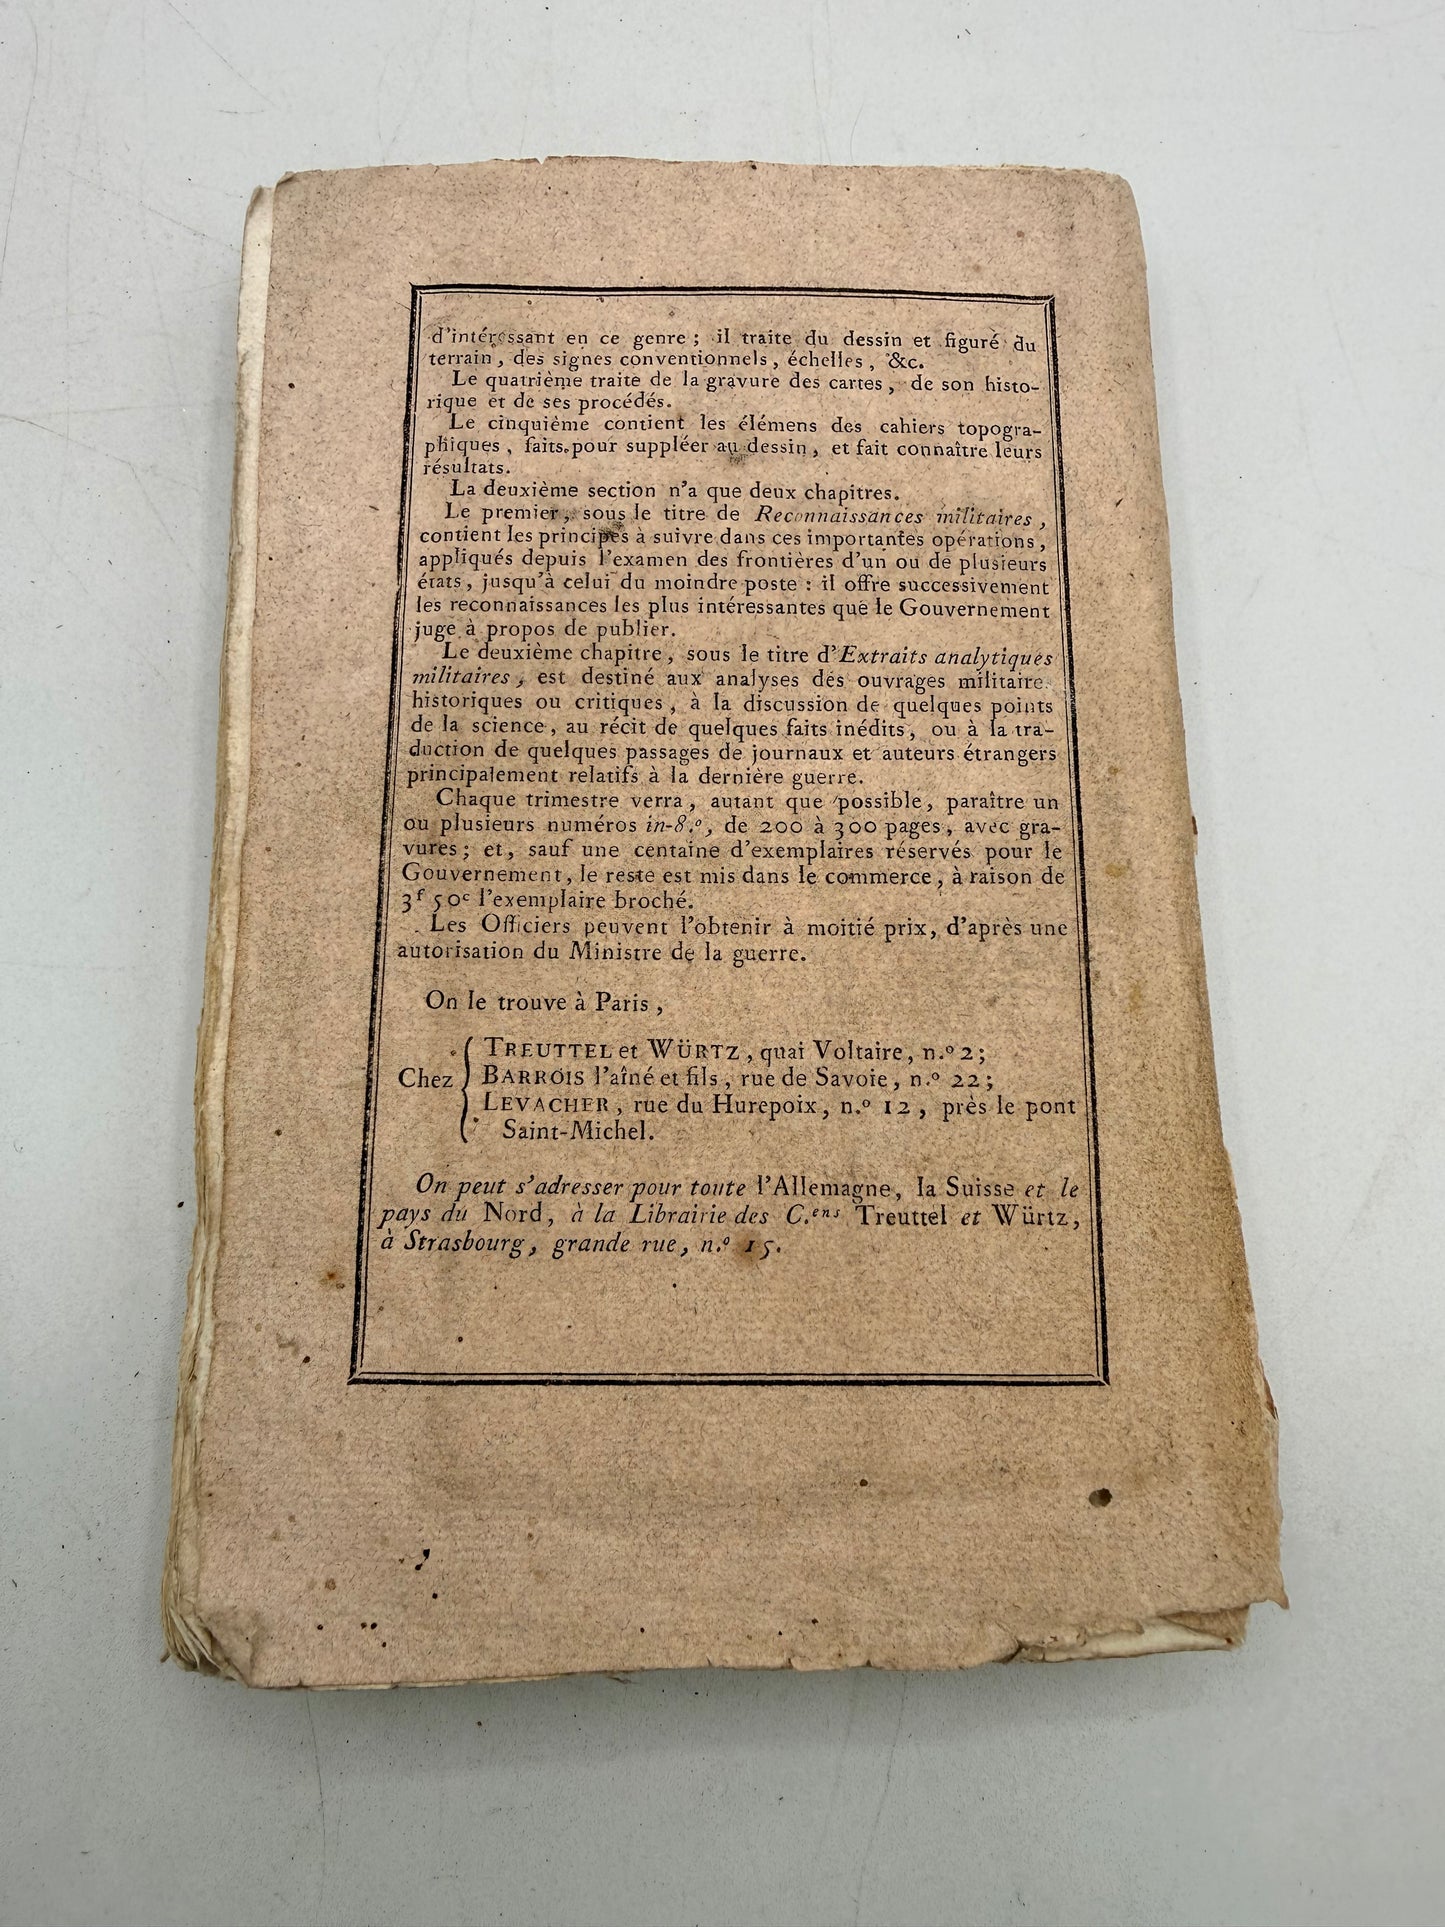 d'intéressant en ce genre ; il traite du dessin et figuré du
terrain, des signes conventionnels, échelles, &c.
Le quatrième traite de la gravure des cartes, de son histo-
rique et de ses procédés.
Le cinquième contient les élémens des cahiers topogra-
phiques, faits pour suppléer au dessin, et fait connaître leurs
résultats.
La deuxième section n'a que deux chapitres.
Le premier, sous le titre de Reconnaissances militaires,
contient les principes à suivre dans ces importantes opérations,
appliqués depuis l'examen des frontières d'un ou de plusieurs
états, jusqu'à celui du moindre poste : il offre successivement
les reconnaissances les plus intéressantes que le Gouvernement
juge à propos de publier.
Le deuxième chapitre, sous le titre d'Extraits analytiques
militaires, est destiné aux analyses des ouvrages militaire
historiques ou critiques, à la discussion de quelques points
de la science, au récit de quelques faits inédits, ou à la tra-
duction de quelques passages de journaux et auteurs étrangers
principalement relatifs à la dernière guerre.
Chaque trimestre verra, autant que possible, paraître un
ou plusieurs numéros in-8.º, de 200 à 300 pages, avec gra-
vures; et, sauf une centaine d'exemplaires réservés pour le
Gouvernement, le reste est mis dans le commerce, à raison de
3f 50c l'exemplaire broché.
Les Officiers peuvent l'obtenir à moitié prix, d'après une
autorisation du Ministre de la guerre.
On le trouve à Paris,
TREUTTEL et WÜRTZ, quai Voltaire, n.º 2;
Chez BARROIS l'aîné et fils, rue de Savoie, n.º 22;
LEVACHER, rue du Hurepoix, n.º 12, près le pont
Saint-Michel.
On peut s'adresser pour toute l'Allemagne, la Suisse et le
pays du Nord, à la Librairie des C.ens Treuttel et Würtz,
à Strasbourg, grande rue, n.º 15.